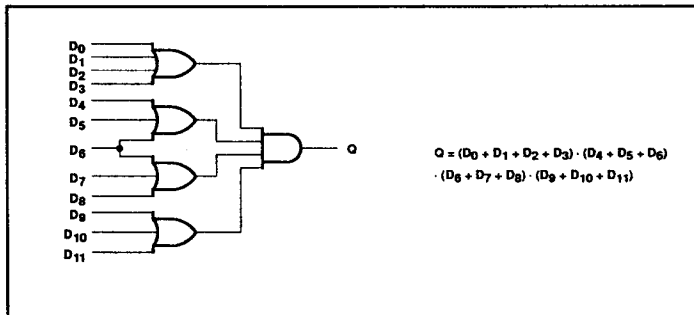 D₀
D₁
D₂
D₃
D₄
D₅
D₆
D₇
D₈
D₉
D₁₀
D₁₁
Q
Q = (D₀ + D₁ + D₂ + D₃) · (D₄ + D₅ + D₆)
· (D₆ + D₇ + D₈) · (D₉ + D₁₀ + D₁₁)